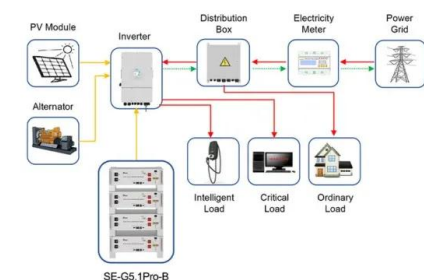 PV Module
Inverter
Distribution
Box
Electricity
Meter
Power
Grid
Alternator
Intelligent
Load
Critical
Load
Ordinary
Load
SE-G5.1Pro-B